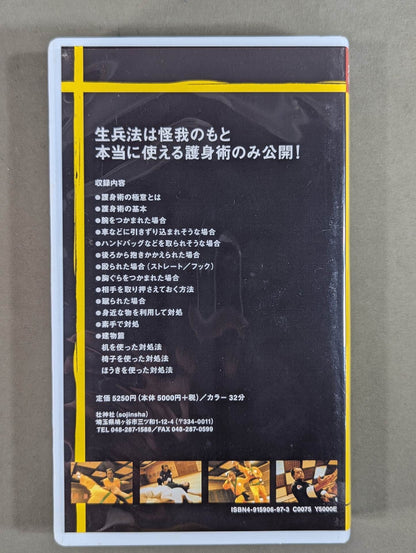 生兵法は怪我のもと
本当に使える護身術のみ公開！
収録内容
●護身術の極意とは
●護身術の基本
●腕をつかまれた場合
●車などに引きずり込まれそうな場合
●ハンドバッグなどを取られそうな場合
●後ろから抱きかかえられた場合
●殴られた場合（ストレート／フック）
●胸ぐらをつかまれた場合
●相手を取り押さえておく方法
●蹴られた場合
●身近な物を利用して対処
●素手で対処
●建物篇
机を使った対処法
椅子を使った対処法
ほうきを使った対処法
定価 5250円（本体 5000円＋税）／カラー 32分
壮神社（sojinsha）
埼玉県鳩ヶ谷市三ツ和1-12-4（〒334-0011）
TEL 048-287-1588／FAX 048-287-0599
ISBN4-915906-97-3 C0075 Y5000E